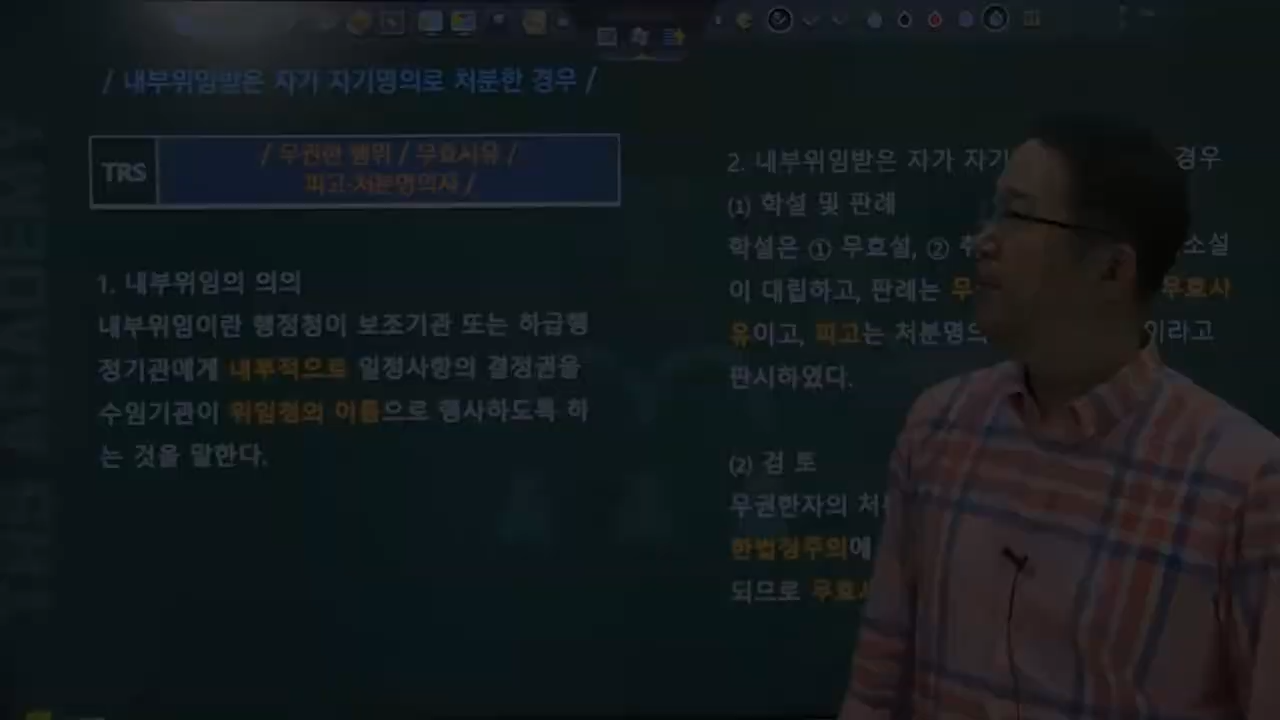 / 내부위임받은 자가 자기명의로 처분한 경우 /
TRS
/ 무권한 행위 / 무효사유 /
피고:처분명의자 /
1. 내부위임의 의의
내부위임이란 행정청이 보조기관 또는 하급행
정기관에게 내부적으로 일정사항의 결정권을
수임기관이 위임청의 이름으로 행사하도록 하
는 것을 말한다.
2. 내부위임받은 자가 자기 경우
(1) 학설 및 판례
학설은 ① 무효설, ② 소설
이 대립하고, 판례는 무효사
유이고, 피고는 처분명의 이라고
판시하였다.
(2) 검 토
무권한자의
한법정주의에
되므로